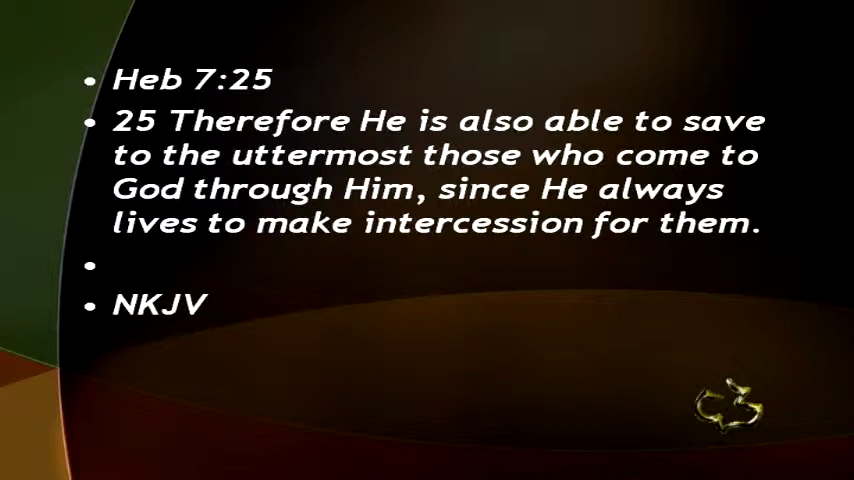 • Heb 7:25
• 25 Therefore He is also able to save
to the uttermost those who come to
God through Him, since He always
lives to make intercession for them.
•
• NKJV
C3